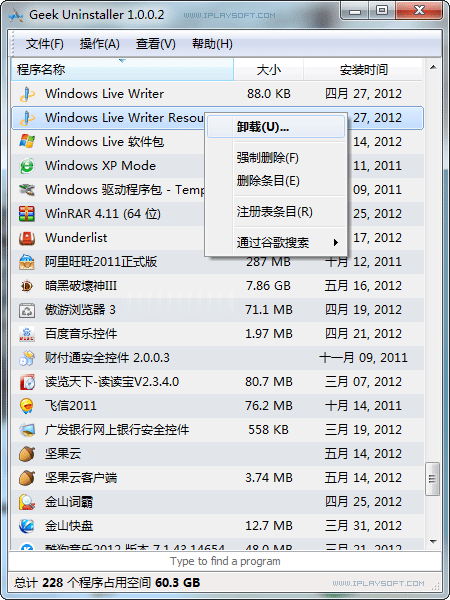 Geek Uninstaller 1.0.0.2 WWW.IPLAYSOFT.COM
文件(F) 操作(A) 查看(V) 帮助(H)
程序名称 大小 安装时间
Windows Live Writer 88.0 KB 四月 27, 2012
Windows Live Writer Resou 27, 2012
卸载(U)...
强制删除(F)
删除条目(E)
注册表条目(R)
通过谷歌搜索
Windows Live 软件包 14, 2012
Windows XP Mode 11, 2011
Windows 驱动程序包 - Temp 09, 2011
WinRAR 4.11 (64 位) 25, 2012
Wunderlist 17, 2012
阿里旺旺2011正式版 287 MB 十月 12, 2011
暗黑破壞神III 7.86 GB 五月 16, 2012
傲游浏览器 3 71.1 MB 四月 19, 2012
百度音乐控件 1.97 MB 四月 21, 2012
财付通安全控件 2.0.0.3 十一月 09, 2011
读览天下-读读宝V2.3.4.0 80.7 MB 三月 07, 2012
飞信2011 76.2 MB 十月 14, 2011
广发银行网上银行安全控件 558 KB 三月 19, 2012
坚果云 五月 14, 2012
坚果云客户端 3.74 MB 五月 14, 2012
金山词霸 四月 25, 2012
金山快盘 12.7 MB 三月 31, 2012
酷狗音乐2012 版本 7.1.43.14654 48.0 MB 三月 21, 2012
Type to find a program
总计 228 个程序占用空间 60.3 GB WWW.IPLAYSOFT.COM